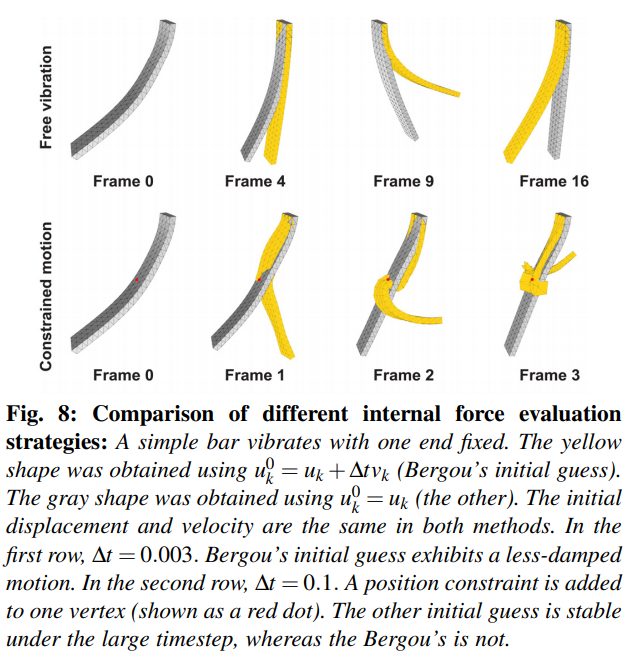 Free vibration
Frame 0
Frame 4
Frame 9
Frame 16
Constrained motion
Frame 0
Frame 1
Frame 2
Frame 3
Fig. 8: Comparison of different internal force evaluation
strategies: A simple bar vibrates with one end fixed. The yellow
shape was obtained using u_k^0 = u_k + Δtv_k (Bergou's initial guess).
The gray shape was obtained using u_k^0 = u_k (the other). The initial
displacement and velocity are the same in both methods. In the
first row, Δt = 0.003. Bergou's initial guess exhibits a less-damped
motion. In the second row, Δt = 0.1. A position constraint is added
to one vertex (shown as a red dot). The other initial guess is stable
under the large timestep, whereas the Bergou's is not.